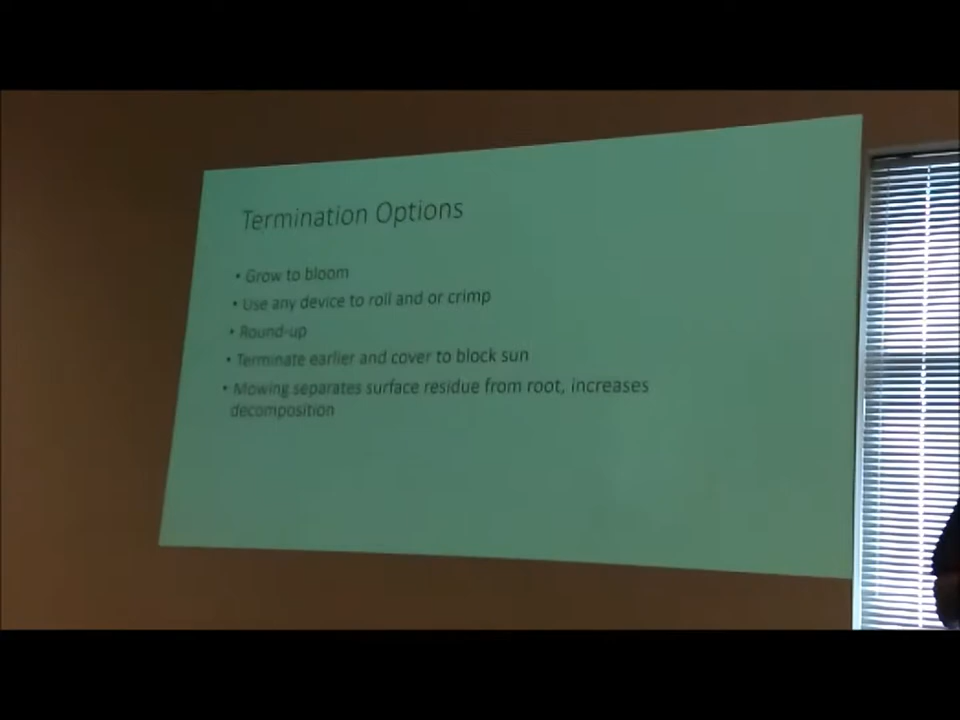 Termination Options
• Grow to bloom
• Use any device to roll and or crimp
• Round-up
• Terminate earlier and cover to block sun
• Mowing separates surface residue from root, increases
decomposition